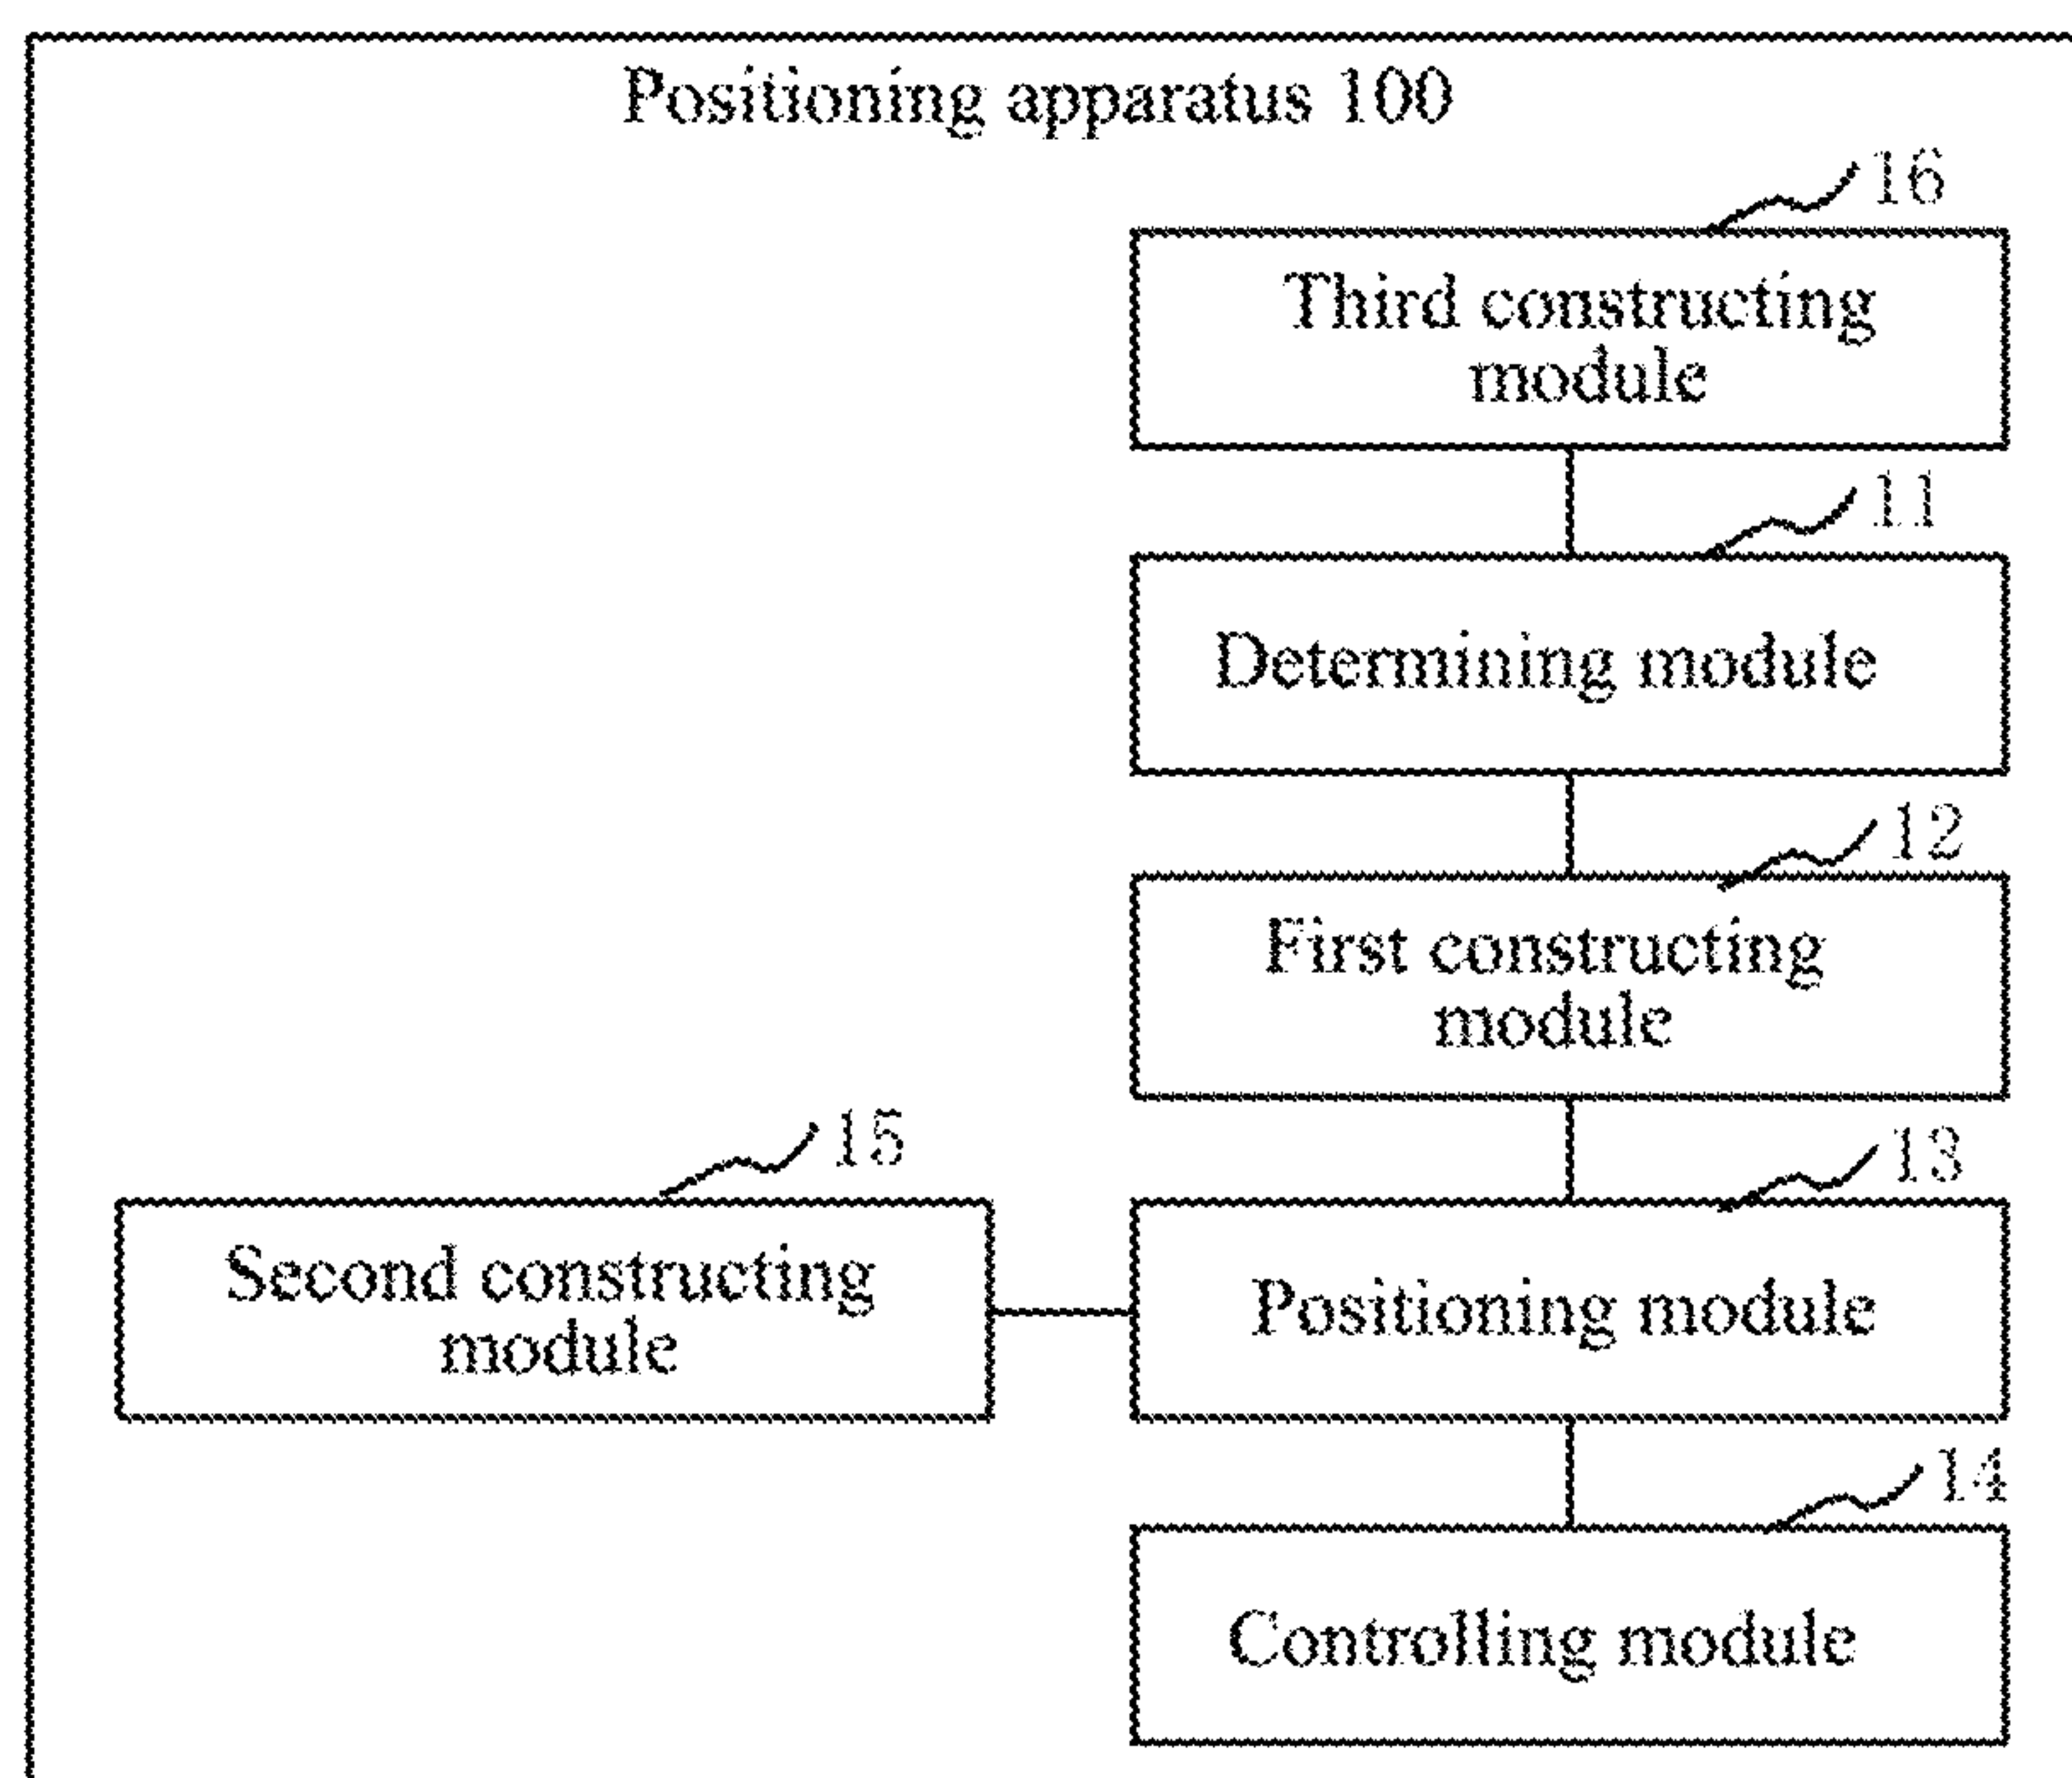 Positioning apparatus 100
16
Third constructing
module
11
Determining module
12
First constructing
module
15
13
Second constructing
module
Positioning module
14
Controlling module